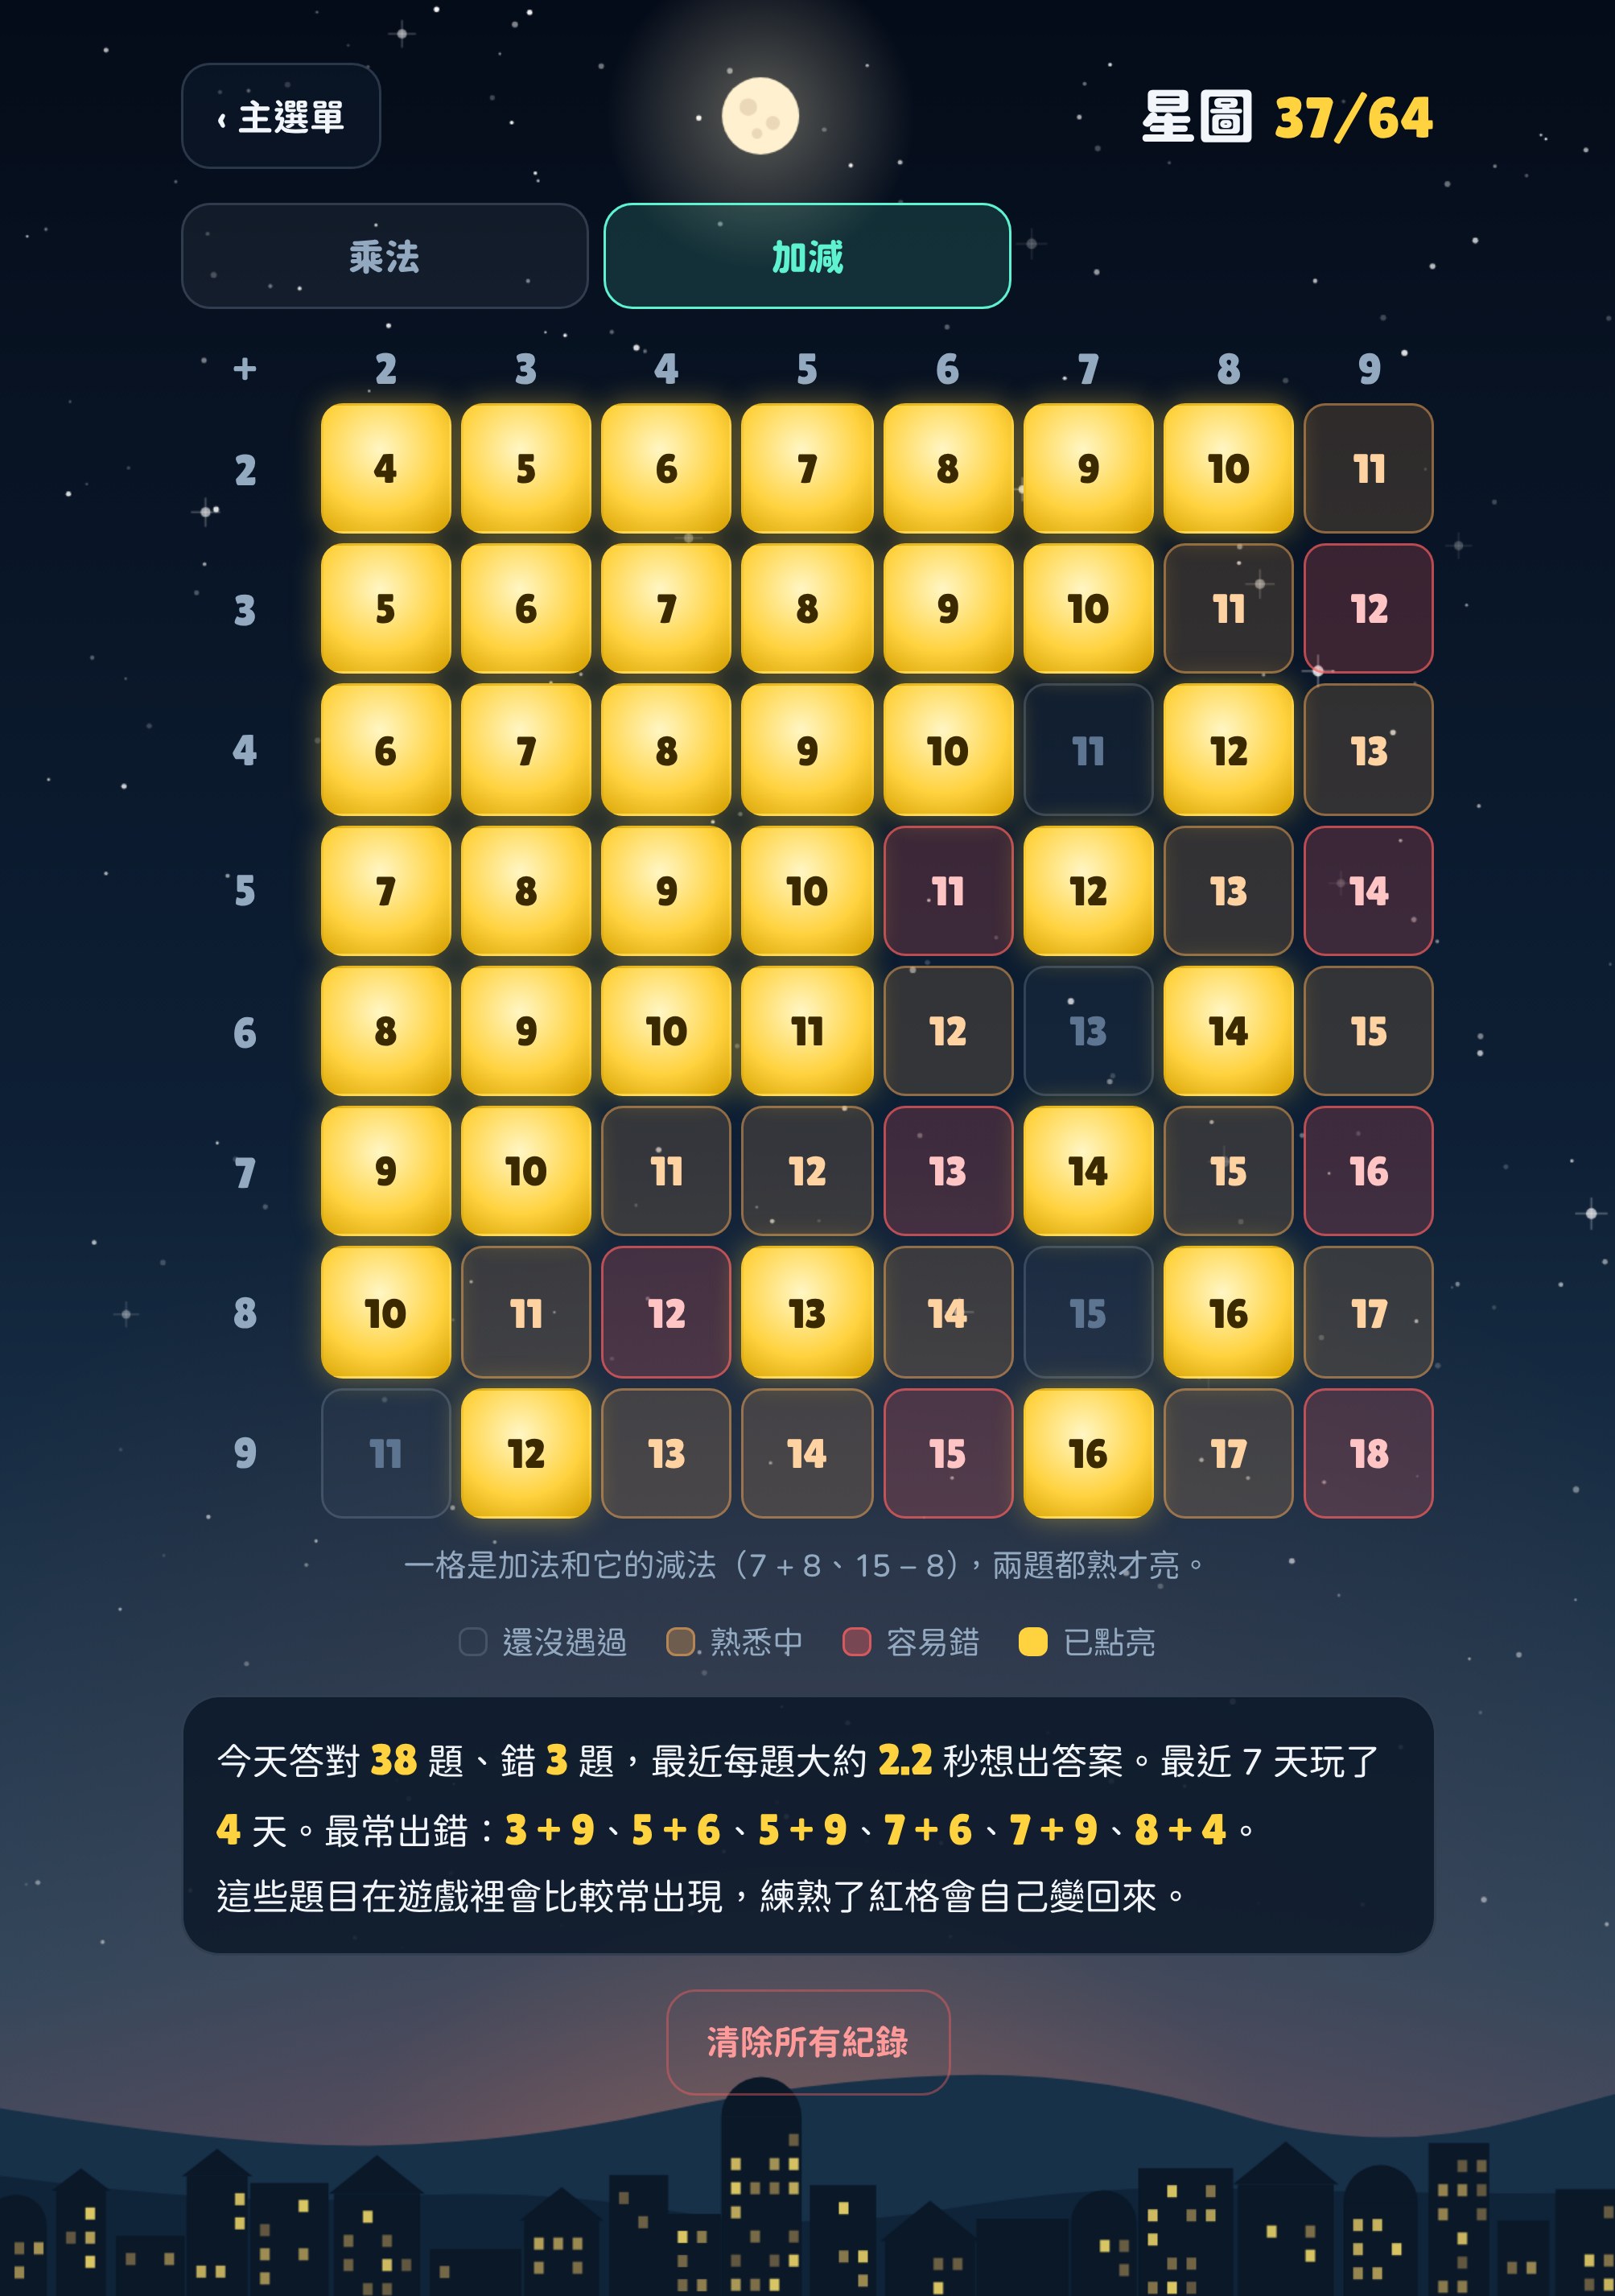 ‹ 主選單
星圖 37/64
乘法 加減
+ 2 3 4 5 6 7 8 9
2 4 5 6 7 8 9 10 11
3 5 6 7 8 9 10 11 12
4 6 7 8 9 10 11 12 13
5 7 8 9 10 11 12 13 14
6 8 9 10 11 12 13 14 15
7 9 10 11 12 13 14 15 16
8 10 11 12 13 14 15 16 17
9 11 12 13 14 15 16 17 18
一格是加法和它的減法（7 + 8、15 – 8），兩題都熟才亮。
還沒遇過 熟悉中 容易錯 已點亮
今天答對 38 題、錯 3 題，最近每題大約 2.2 秒想出答案。最近 7 天玩了
4 天。最常出錯：3 + 9、5 + 6、5 + 9、7 + 6、7 + 9、8 + 4。
這些題目在遊戲裡會比較常出現，練熟了紅格會自己變回來。
清除所有紀錄